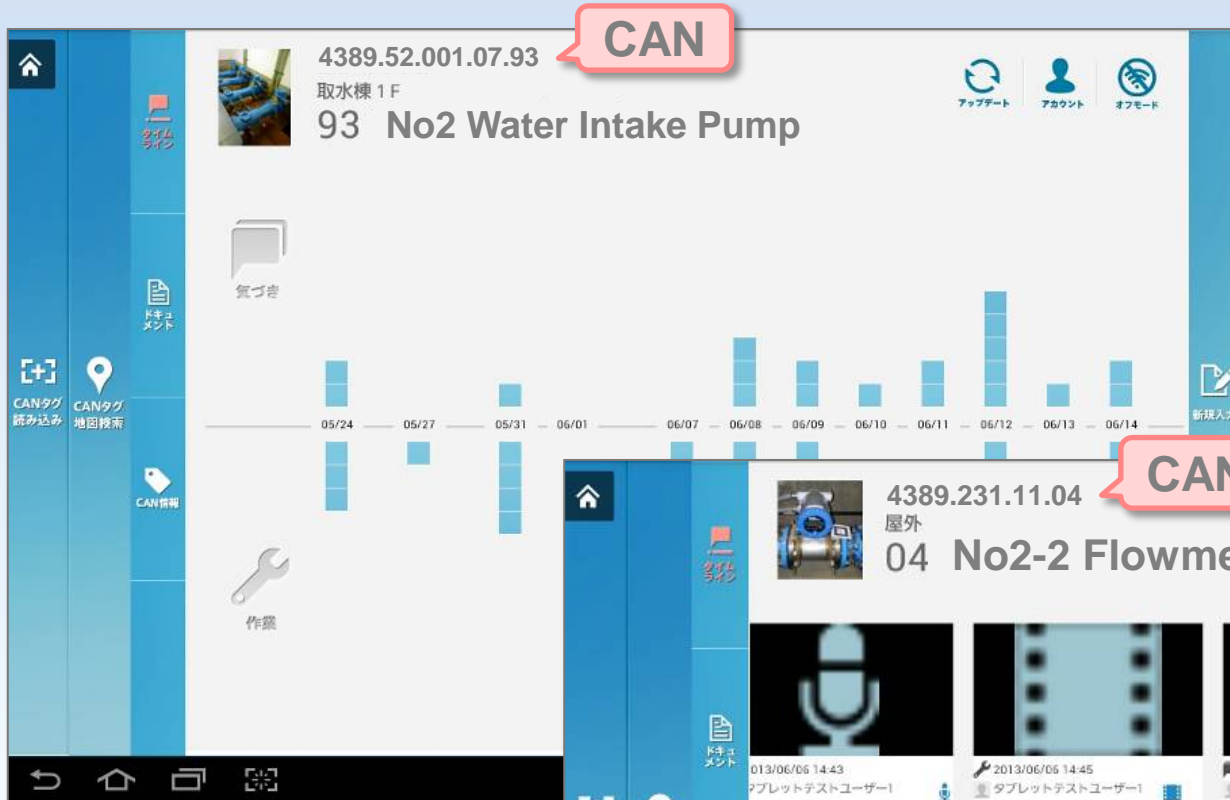 CAN
4389.52.001.07.93
取水棟 1 F
93 No2 Water Intake Pump
アップデート
アカウント
オフモード
タイム
ライン
気づき
ドキュ
メント
CANタグ
読み込み
CANタグ
地図検索
05/24 05/27 05/31 06/01 06/07 06/08 06/09 06/10 06/11 06/12 06/13 06/14
新規入
CAN情報
作業
CAN
4389.231.11.04
屋外
04 No2-2 Flowme
タイム
ライン
ドキュ
メント
013/06/06 14:43
タブレットテストユーザー1
2013/06/06 14:45
タブレットテストユーザー1